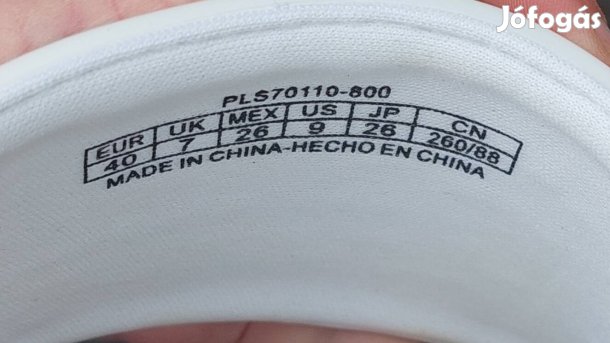 Jófogás
PLS70110-800
EUR UK MEX US JP CN
40 7 26 9 26 260/88
MADE IN CHINA-HECHO EN CHINA